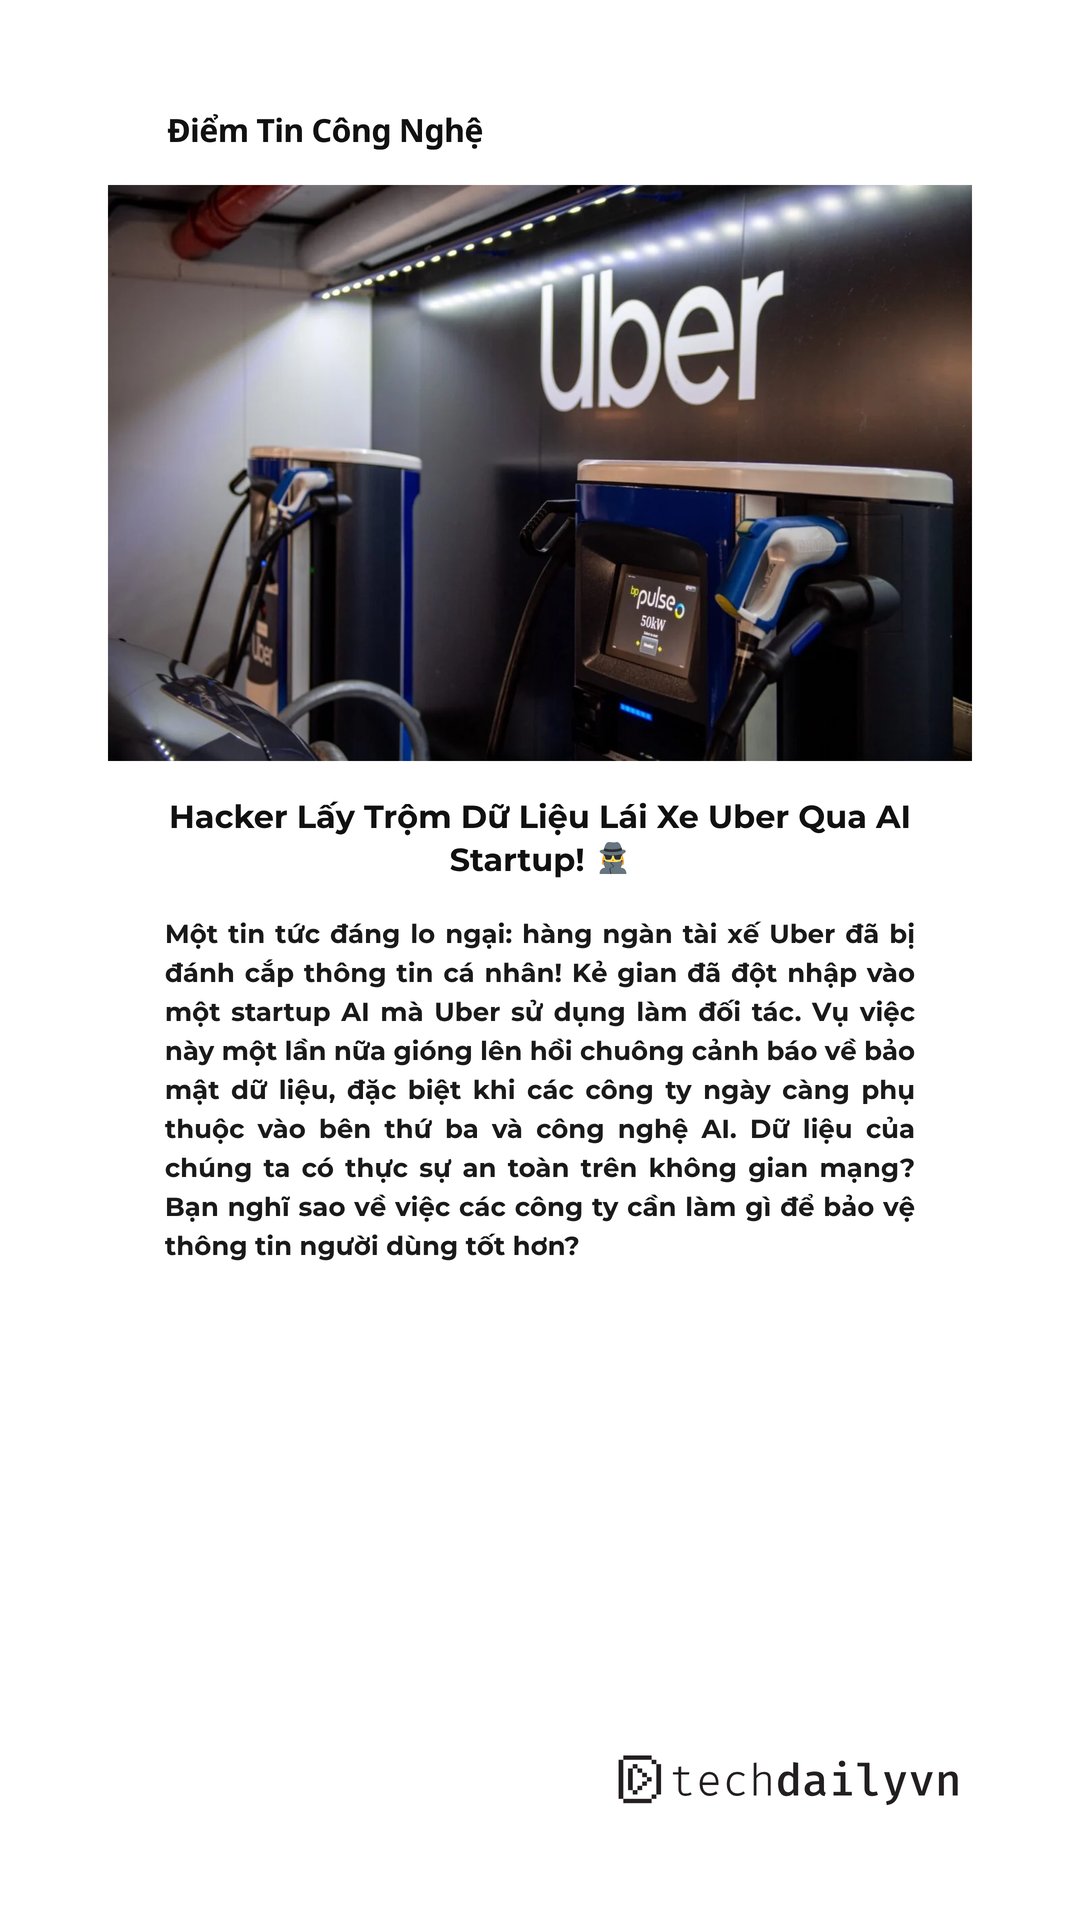 Điểm Tin Công Nghệ
Uber
bp pulse
50kW
Uber
Hacker Lấy Trộm Dữ Liệu Lái Xe Uber Qua AI
Startup! 🕵️
Một tin tức đáng lo ngại: hàng ngàn tài xế Uber đã bị
đánh cắp thông tin cá nhân! Kẻ gian đã đột nhập vào
một startup AI mà Uber sử dụng làm đối tác. Vụ việc
này một lần nữa gióng lên hồi chuông cảnh báo về bảo
mật dữ liệu, đặc biệt khi các công ty ngày càng phụ
thuộc vào bên thứ ba và công nghệ AI. Dữ liệu của
chúng ta có thực sự an toàn trên không gian mạng?
Bạn nghĩ sao về việc các công ty cần làm gì để bảo vệ
thông tin người dùng tốt hơn?
techdailyvn